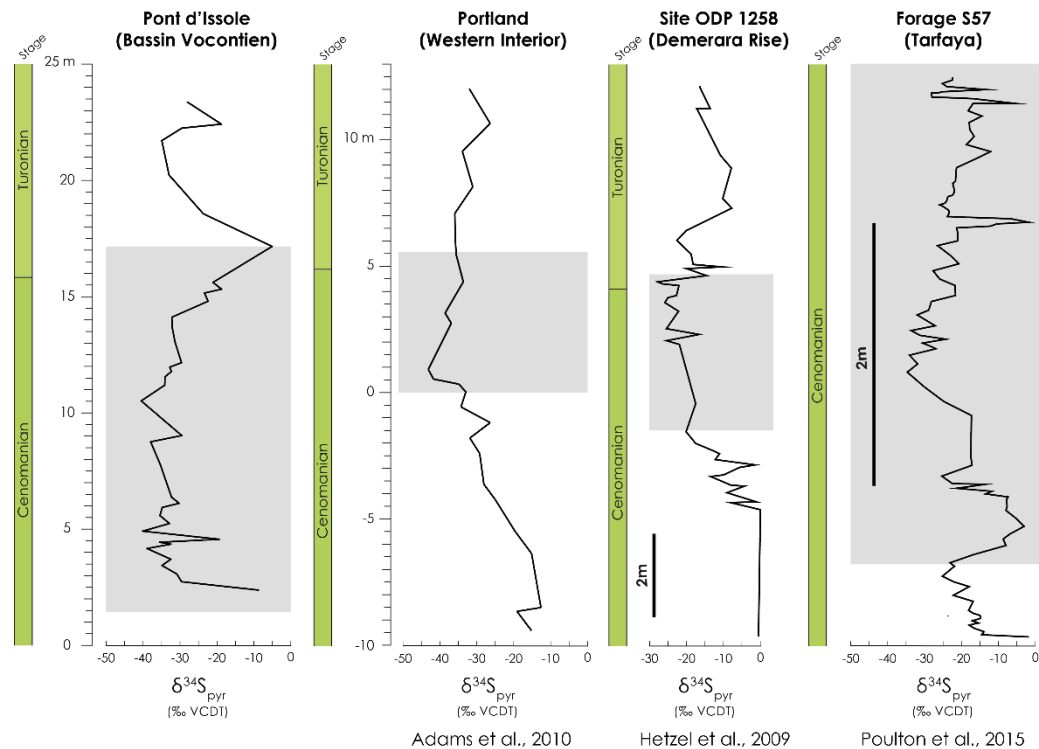 Pont d'Issole
(Bassin Vocontien)
Portland
(Western Interior)
Site ODP 1258
(Demerara Rise)
Forage S57
(Tarfaya)
Stage
Stage
Stage
Stage
25 m
20
15
10
5
0
Turonian
Cenomanian
10 m
5
0
-5
-10
Turonian
Cenomanian
Turonian
Cenomanian
2m
Cenomanian
2m
-50 -40 -30 -20 -10 0
-50 -40 -30 -20 -10 0
-30 -20 -10 0
-50 -40 -30 -20 -10 0
δ³⁴Spyr
(‰ VCDT)
δ³⁴Spyr
(‰ VCDT)
δ³⁴Spyr
(‰ VCDT)
δ³⁴Spyr
(‰ VCDT)
Adams et al., 2010
Hetzel et al., 2009
Poulton et al., 2015